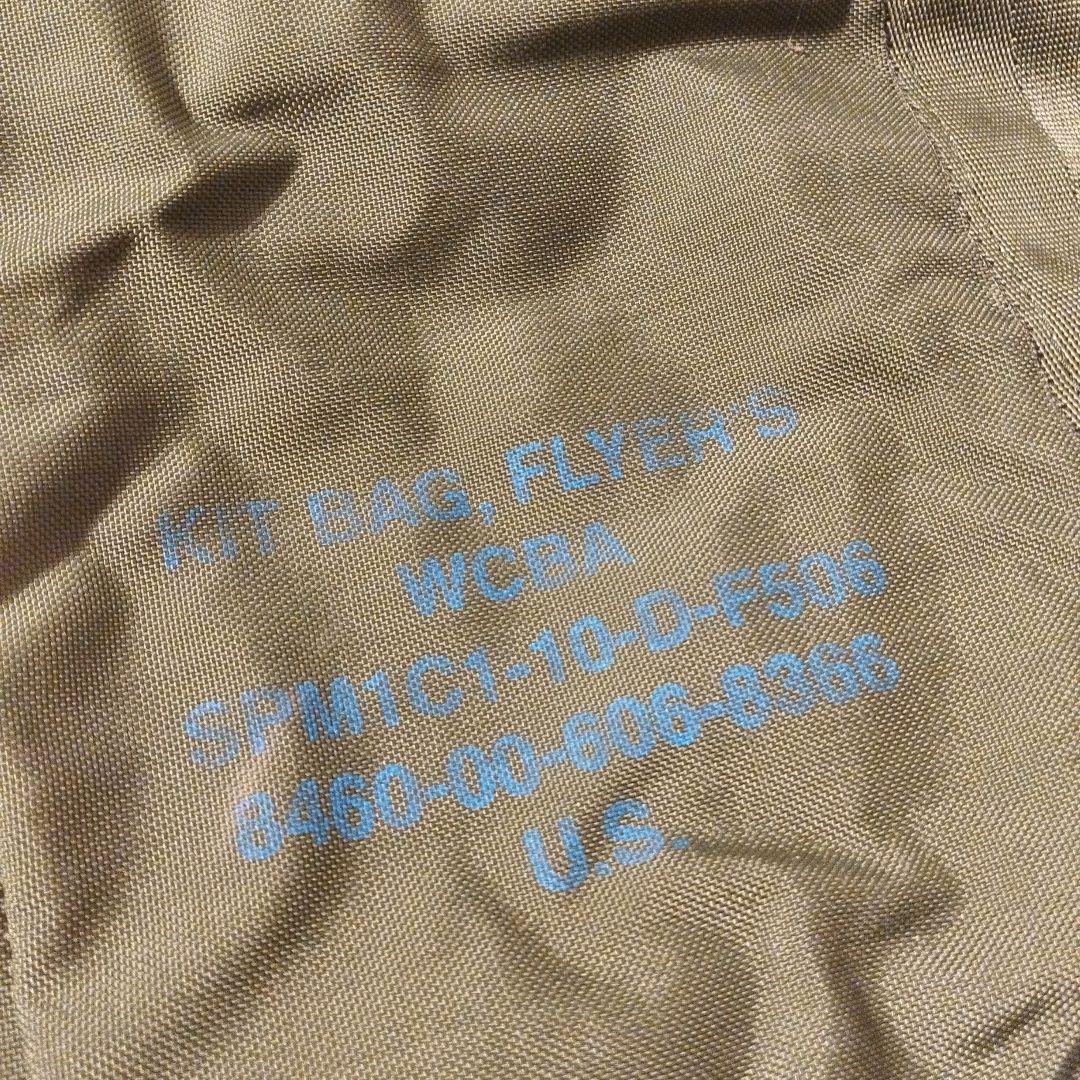 KIT BAG, FLYER'S
WCBA
SPM1C1-10-D-F506
8460-00-606-8366
U.S.